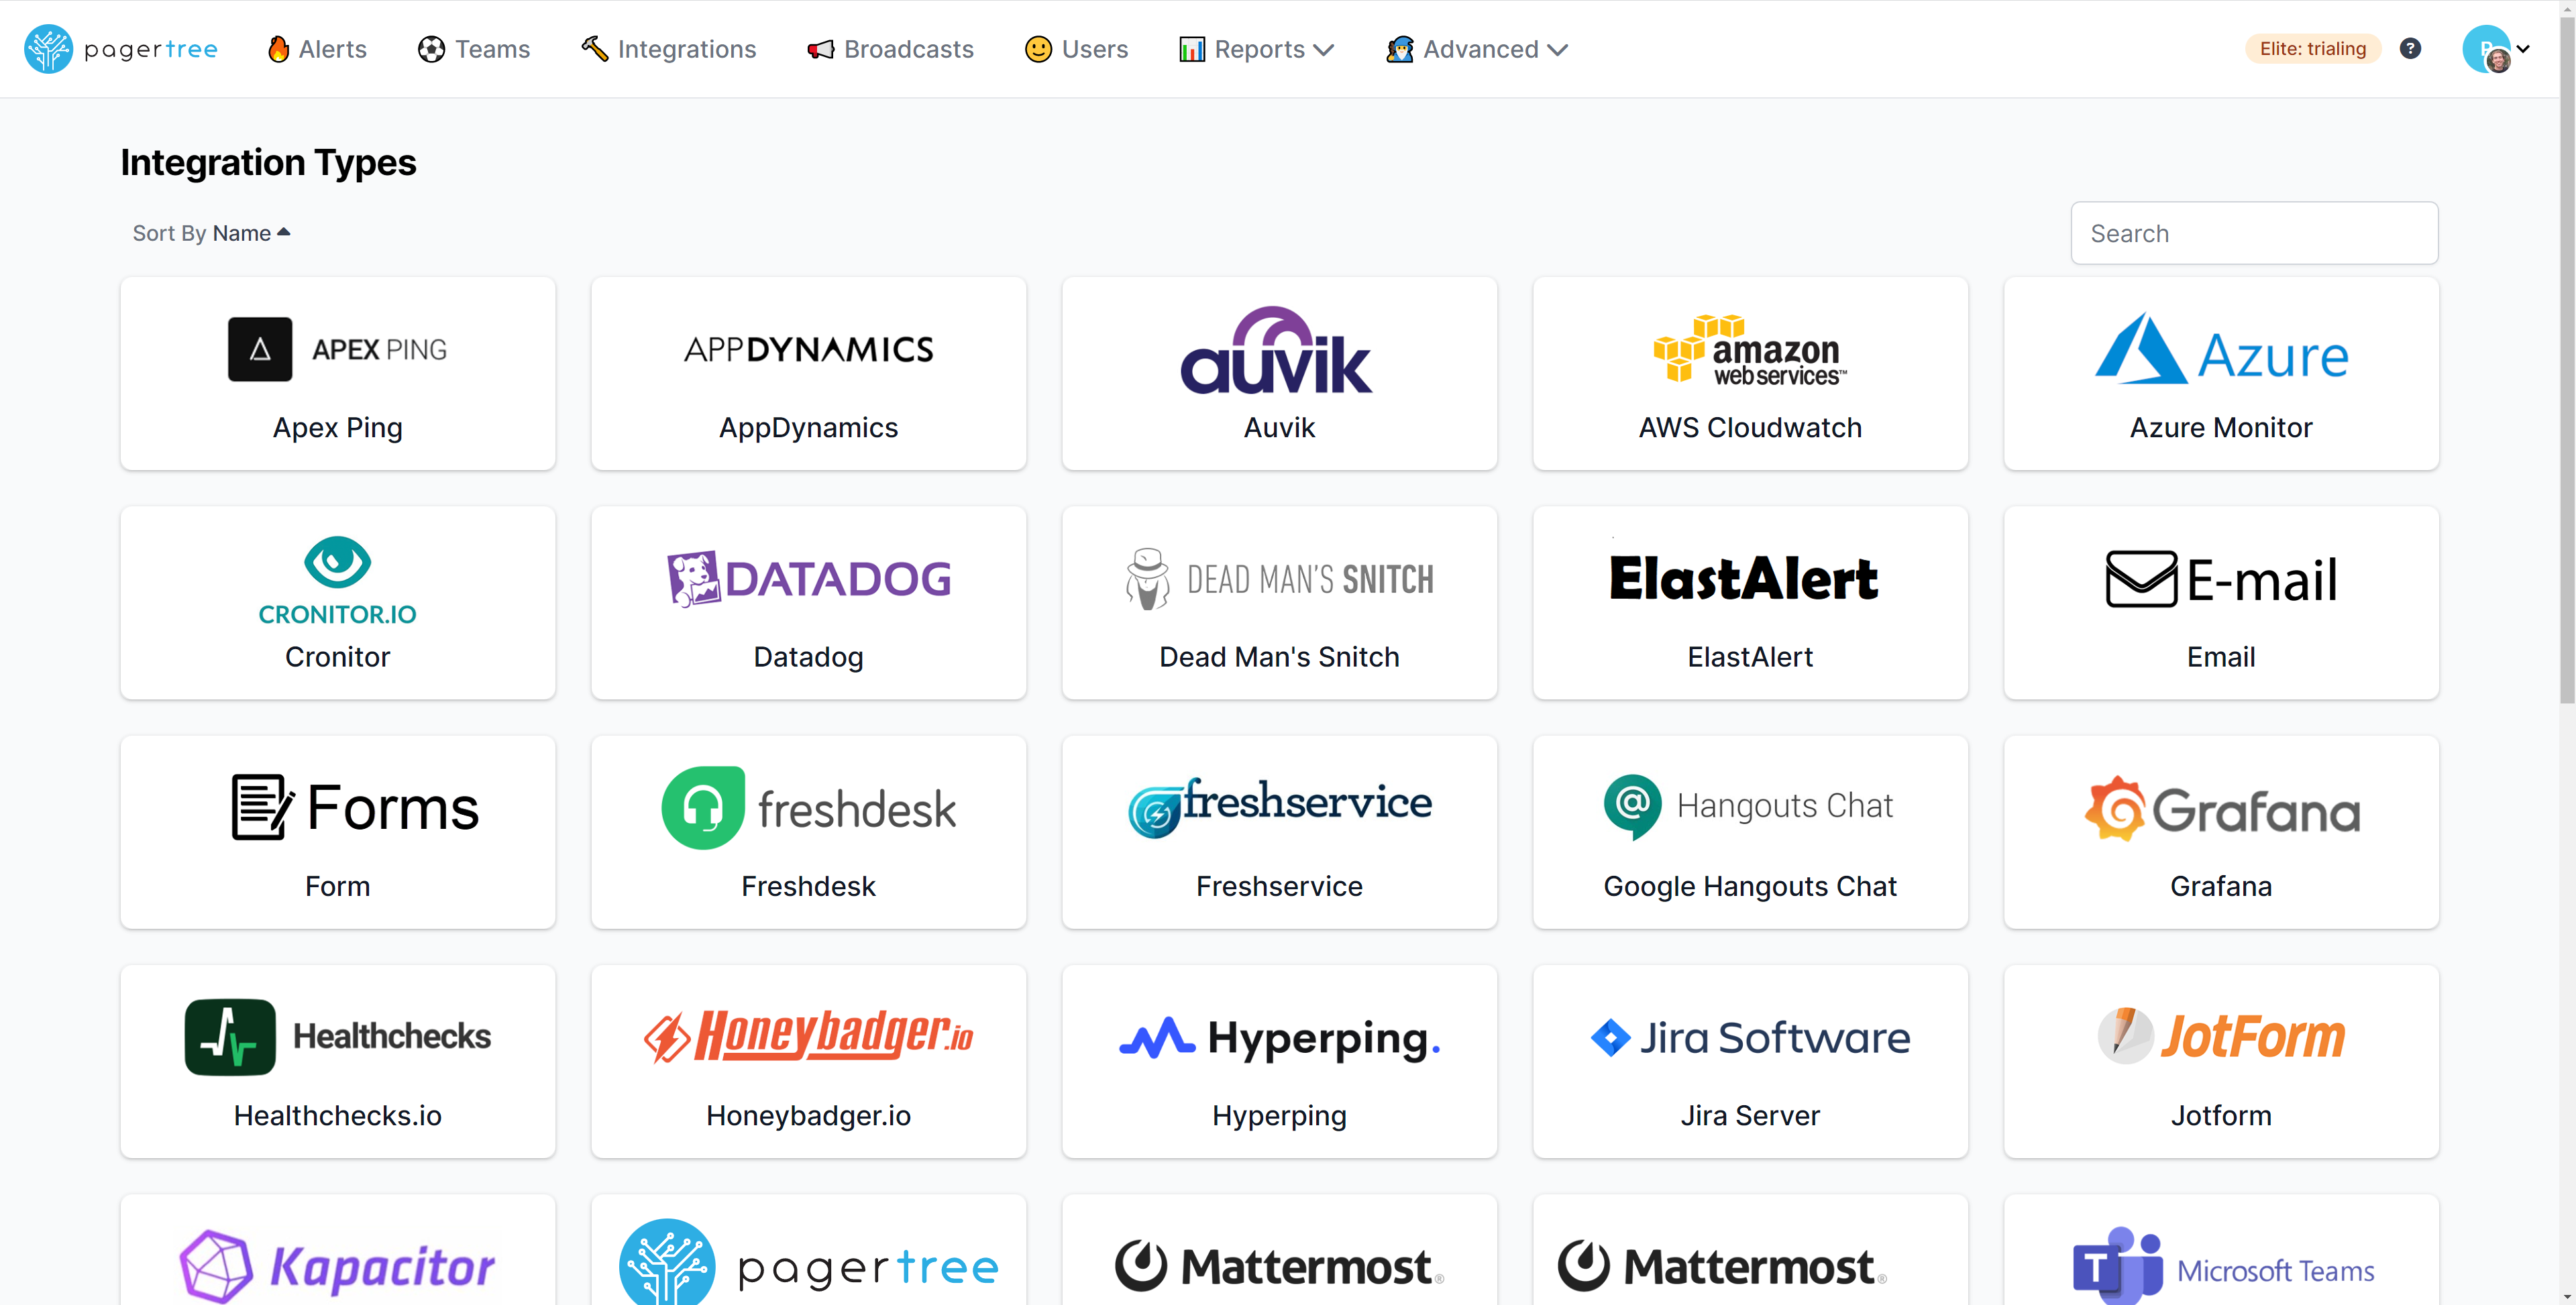 pagertree Alerts Teams Integrations Broadcasts Users Reports Advanced Elite: trialing ?
Integration Types
Sort By Name
Search
APEX PING
Apex Ping
APPDYNAMICS
AppDynamics
auvik
Auvik
amazon
web services™
AWS Cloudwatch
Azure
Azure Monitor
CRONITOR.IO
Cronitor
DATADOG
Datadog
DEAD MAN'S SNITCH
Dead Man's Snitch
ElastAlert
ElastAlert
E-mail
Email
Forms
Form
freshdesk
Freshdesk
freshservice
Freshservice
@ Hangouts Chat
Google Hangouts Chat
Grafana
Grafana
Healthchecks
Healthchecks.io
Honeybadger.io
Honeybadger.io
Hyperping.
Hyperping
Jira Software
Jira Server
JotForm
Jotform
Kapacitor
pagertree
Mattermost®
Mattermost®
T Microsoft Teams